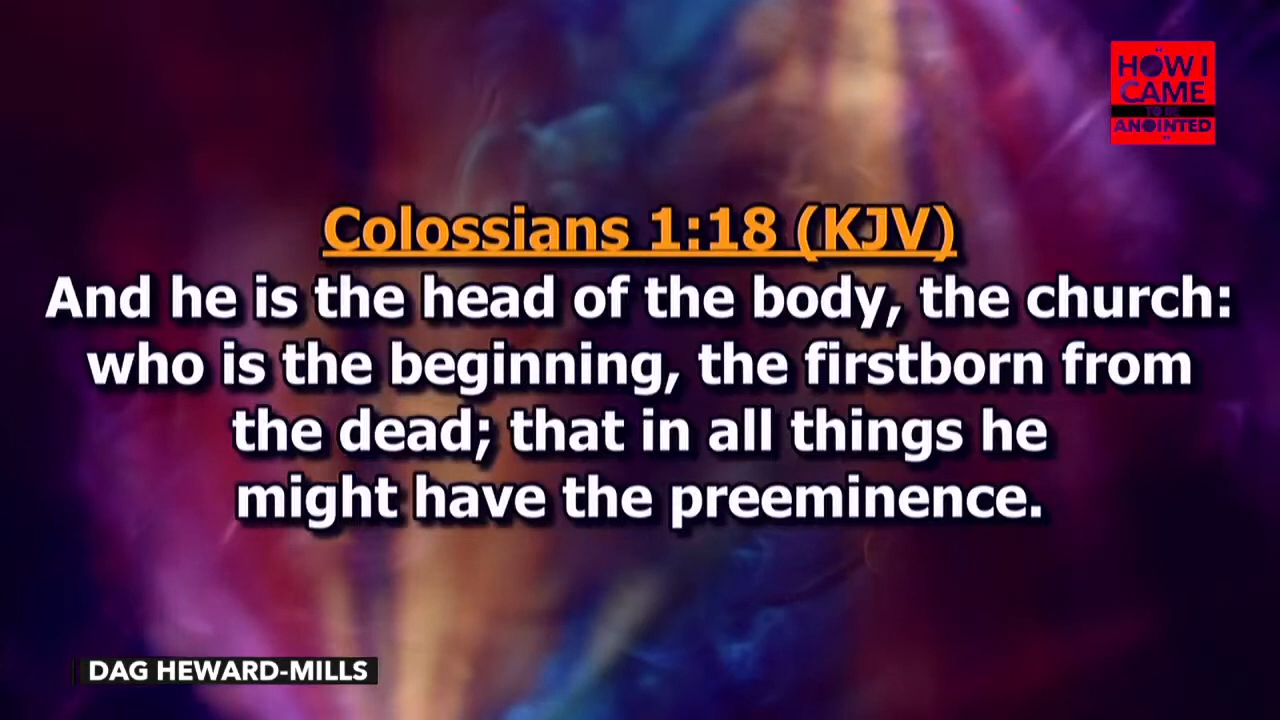 " HOW I
CAME
TO BE
ANOINTED
"
Colossians 1:18 (KJV)
And he is the head of the body, the church:
who is the beginning, the firstborn from
the dead; that in all things he
might have the preeminence.
DAG HEWARD-MILLS